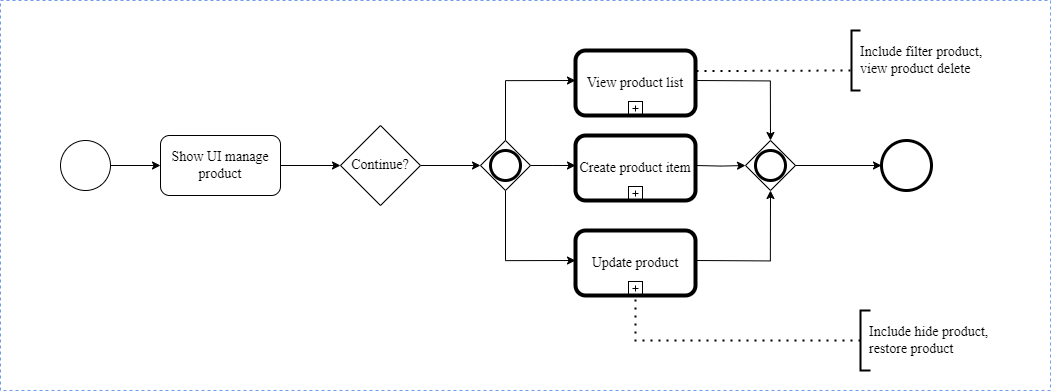 Show UI manage
product
Continue?
View product list
Create product item
Update product
Include filter product,
view product delete
Include hide product,
restore product